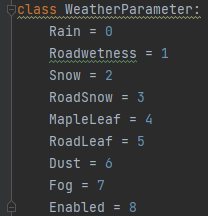 class WeatherParameter:
    Rain = 0
    Roadwetness = 1
    Snow = 2
    RoadSnow = 3
    MapleLeaf = 4
    RoadLeaf = 5
    Dust = 6
    Fog = 7
    Enabled = 8